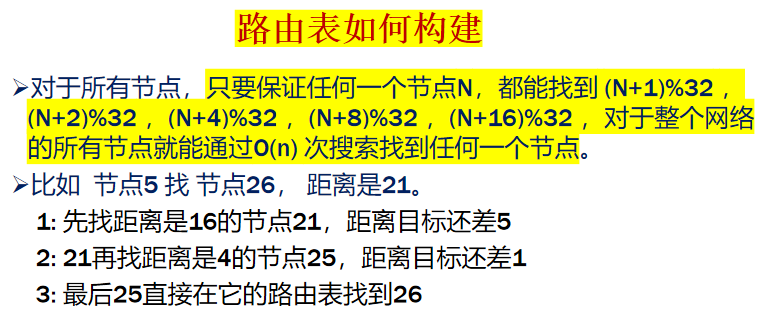 路由表如何构建
➢对于所有节点，只要保证任何一个节点N，都能找到 (N+1)%32 ，
(N+2)%32 ，(N+4)%32 ，(N+8)%32 ，(N+16)%32 ，对于整个网络
的所有节点就能通过O(n) 次搜索找到任何一个节点。
➢比如 节点5 找 节点26， 距离是21。
1: 先找距离是16的节点21，距离目标还差5
2: 21再找距离是4的节点25，距离目标还差1
3: 最后25直接在它的路由表找到26